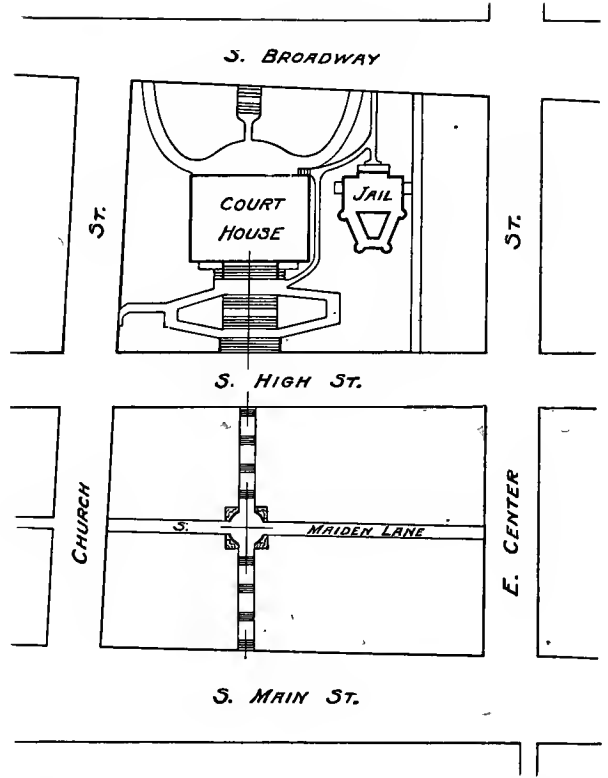 S. BROADWAY
COURT
HOUSE
JAIL
ST.
ST.
S. HIGH ST.
CHURCH
S.
MAIDEN LANE
E. CENTER
S. MAIN ST.